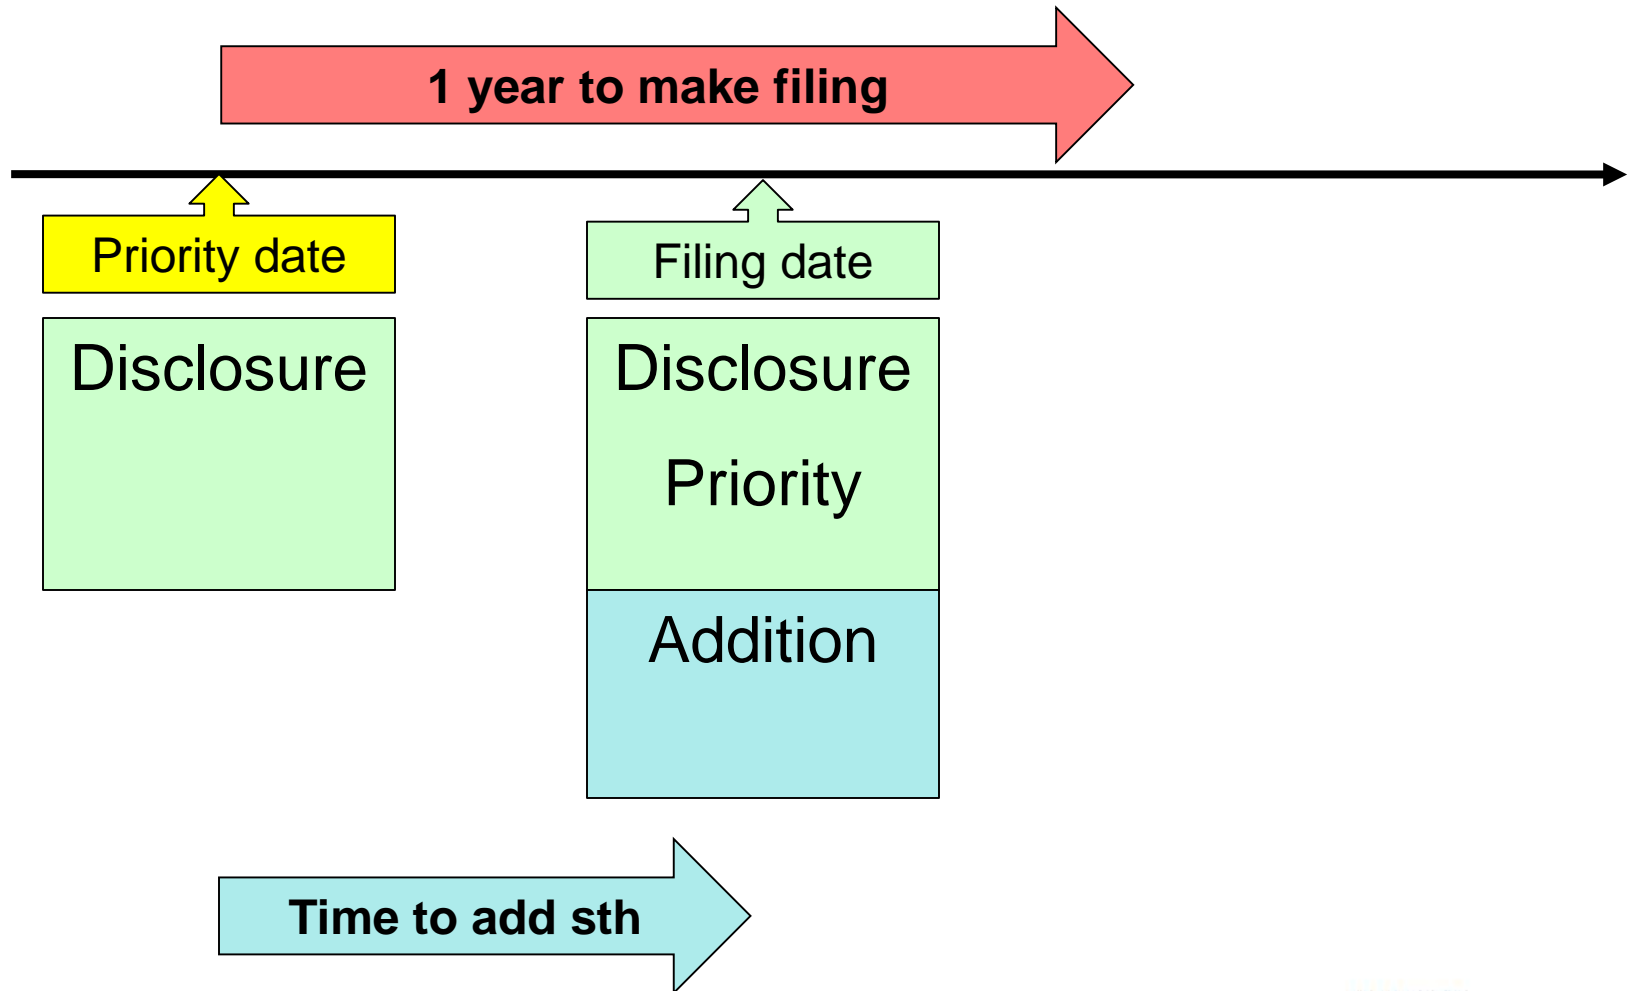 1 year to make filing
Priority date
Filing date
Disclosure
Disclosure
Priority
Addition
Time to add sth